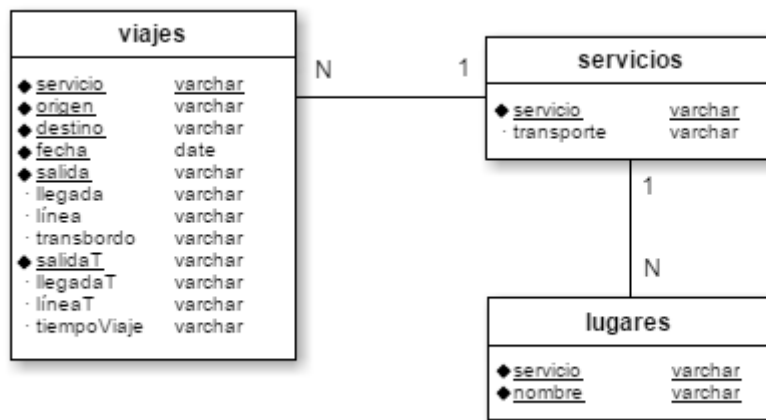 viajes
servicio varchar
origen varchar
destino varchar
fecha date
salida varchar
llegada varchar
línea varchar
transbordo varchar
salidaT varchar
llegadaT varchar
líneaT varchar
tiempoViaje varchar
N 1
servicios
servicio varchar
transporte varchar
1
N
lugares
servicio varchar
nombre varchar